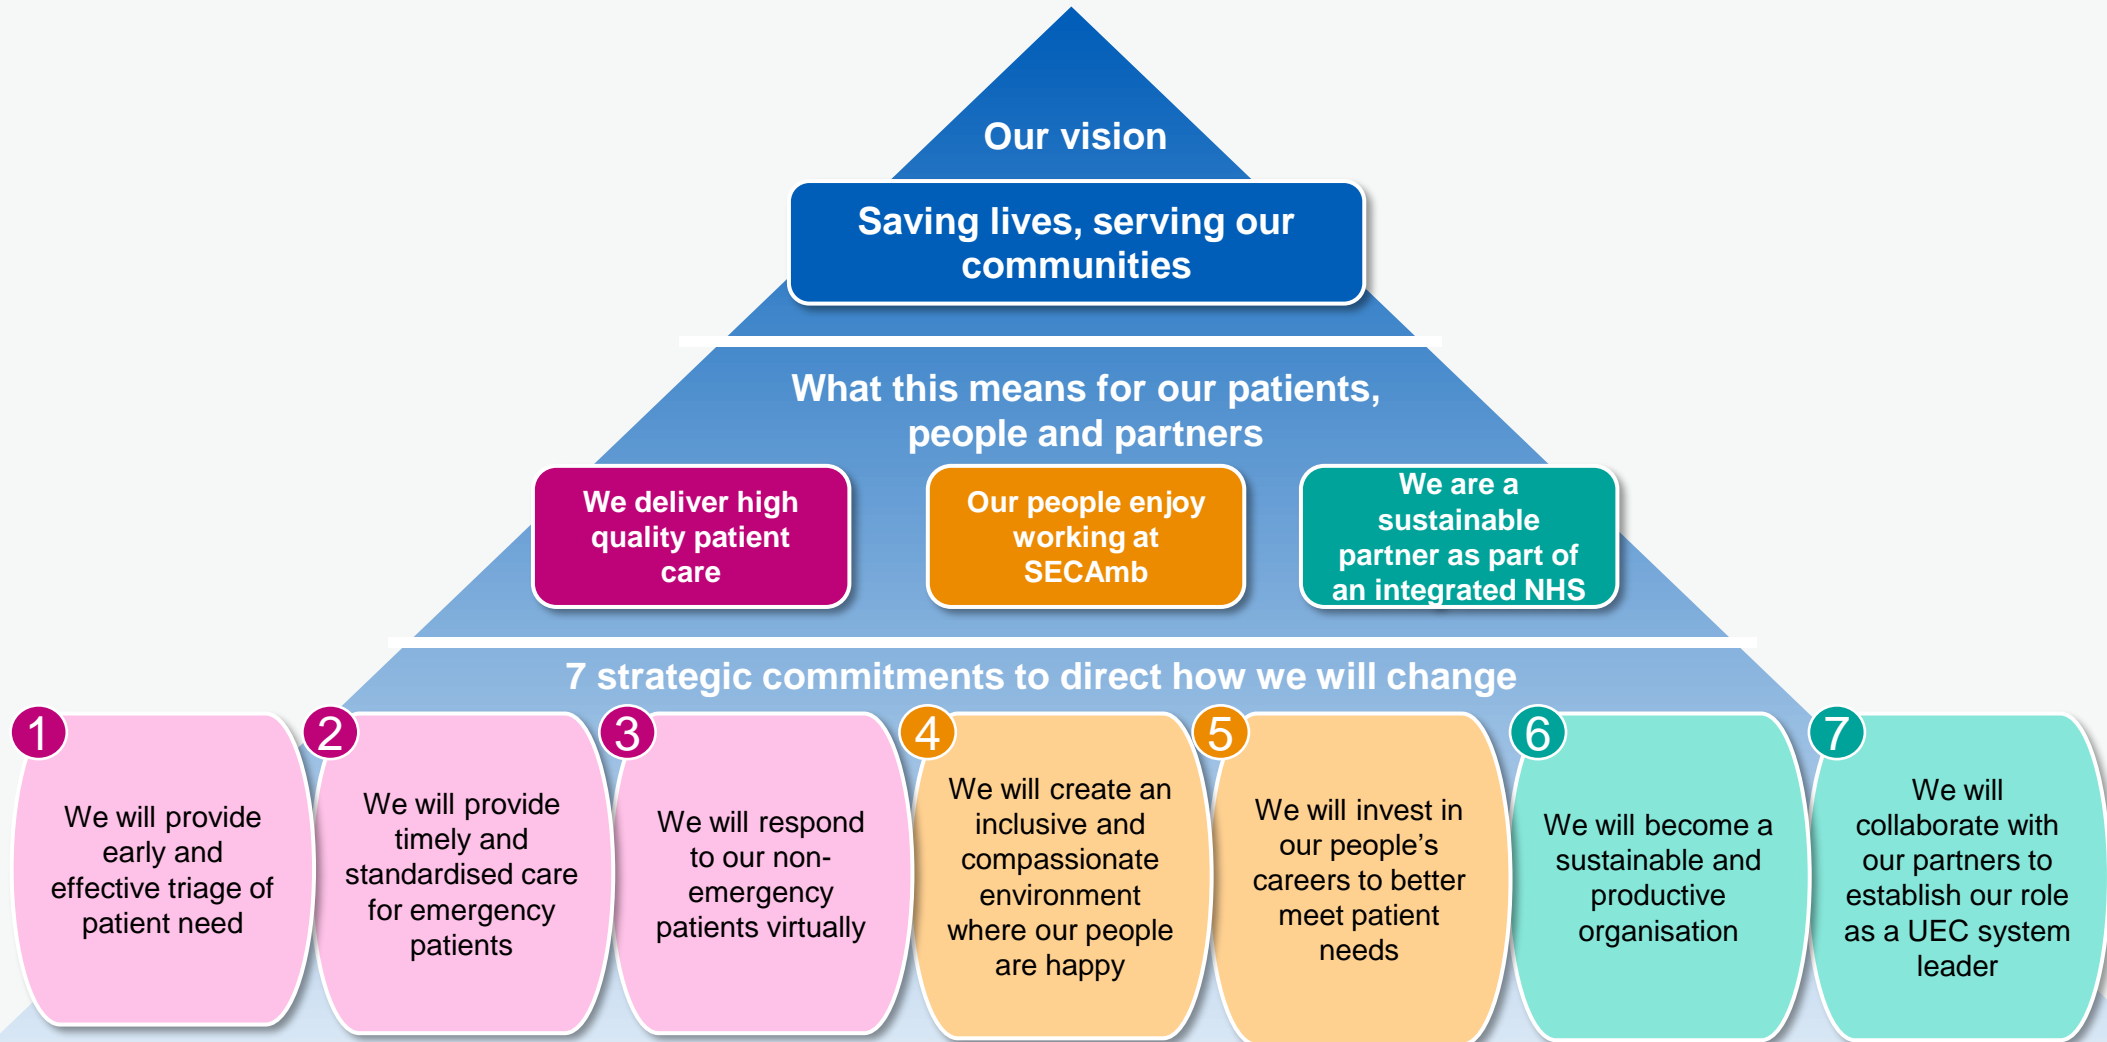 Our vision
Saving lives, serving our
communities
What this means for our patients,
people and partners
We deliver high
quality patient
care
Our people enjoy
working at
SECAmb
We are a
sustainable
partner as part of
an integrated NHS
7 strategic commitments to direct how we will change
1
We will provide
early and
effective triage of
patient need
2
We will provide
timely and
standardised care
for emergency
patients
3
We will respond
to our non-
emergency
patients virtually
4
We will create an
inclusive and
compassionate
environment
where our people
are happy
5
We will invest in
our people’s
careers to better
meet patient
needs
6
We will become a
sustainable and
productive
organisation
7
We will
collaborate with
our partners to
establish our role
as a UEC system
leader